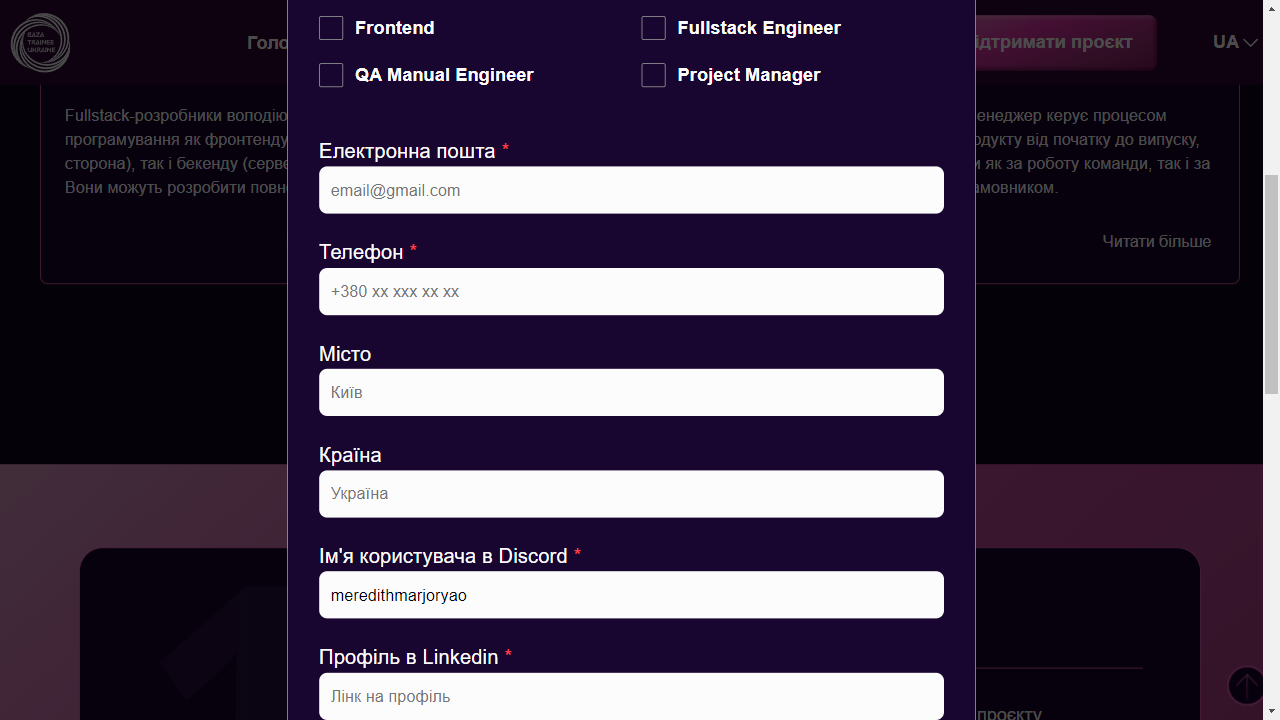 BAZA
TRAINEE
UKRAINE
Голо
ідтримати проєкт
UA
Frontend
Fullstack Engineer
QA Manual Engineer
Project Manager
Fullstack-розробники володію
програмування як фронтенду
сторона), так і бекенду (серве
Вони можуть розробити повно
енеджер керує процесом
одукту від початку до випуску,
и як за роботу команди, так і за
амовником.
Читати більше
Електронна пошта *
email@gmail.com
Телефон *
+380 xx xxx xx xx
Місто
Київ
Країна
Україна
Ім'я користувача в Discord *
meredithmarjoryao
Профіль в Linkedin *
Лінк на профіль
1
проєкту